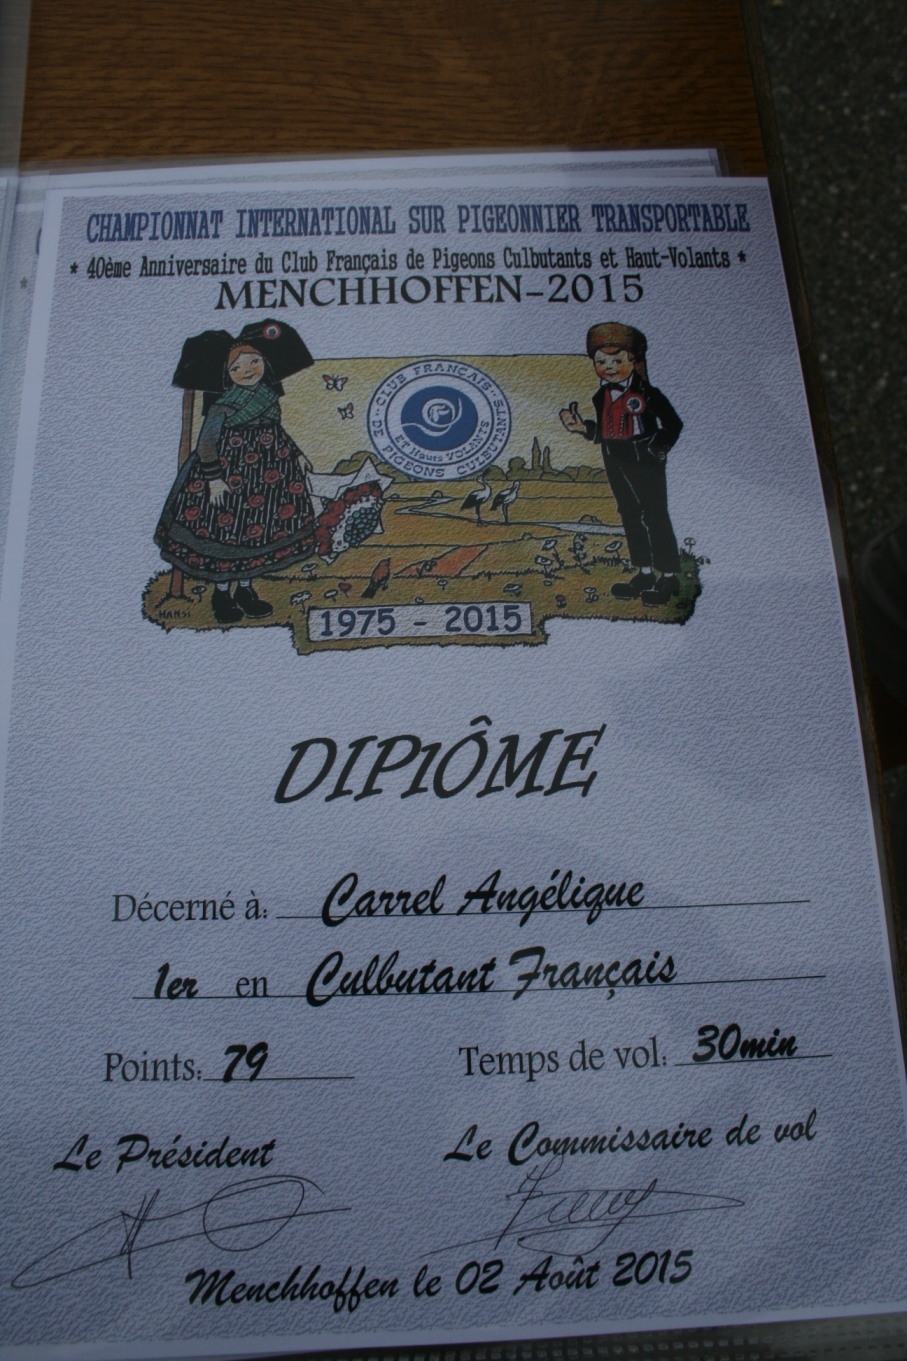 CHAMPIONNAT INTERNATIONAL SUR PIGEONNIER TRANSPORTABLE
* 40ème Anniversaire du Club Français de Pigeons Culbutants et Haut-Volants *
MENCHHOFFEN-2015
CLUB FRANÇAIS
DE PIGEONS CULBUTANTS
ET Hauts VOLANTS
HANSI
1975 - 2015
DIPlÔME
Décerné à: Carrel Angélique
1er en Culbutant Français
Points: 79 Temps de vol: 30min
Le Président Le Commissaire de vol
Menchhoffen le 02 Août 2015